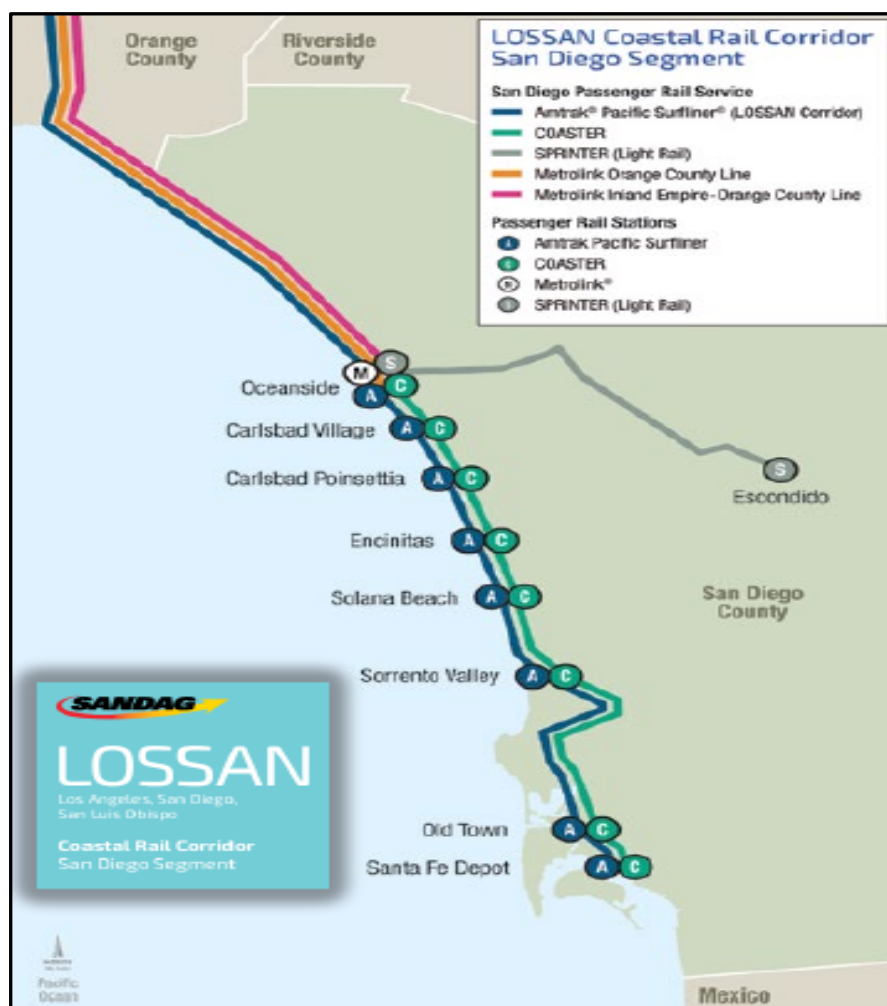 Orange
County
Riverside
County
LOSSAN Coastal Rail Corridor
San Diego Segment
San Diego Passenger Rail Service
Amtrak® Pacific Surfliner® (LOSSAN Corridor)
COASTER
SPRINTER (Light Rail)
Metrolink Orange County Line
Metrolink Inland Empire-Orange County Line
Passenger Rail Stations
A Amtrak Pacific Surfliner
C COASTER
M Metrolink®
S SPRINTER (Light Rail)
M S
Oceanside A C
Carlsbad Village A C
Carlsbad Poinsettia A C
S
Escondido
Encinitas A C
Solana Beach A C
San Diego
County
Sorrento Valley A C
SANDAG
LOSSAN
Los Angeles, San Diego,
San Luis Obispo
Coastal Rail Corridor
San Diego Segment
Old Town A C
Santa Fe Depot A C
Pacific
Ocean
Mexico